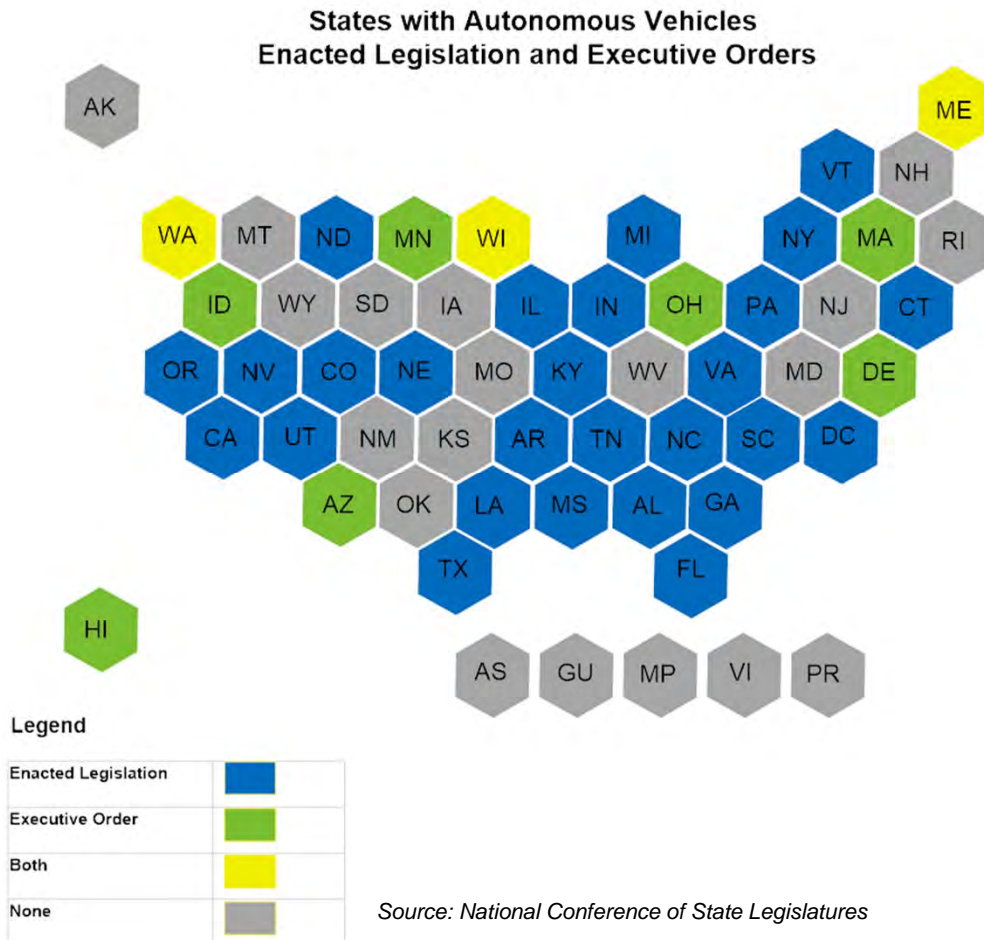 States with Autonomous Vehicles
Enacted Legislation and Executive Orders
AK
ME
VT NH
WA MT ND MN WI MI NY MA RI
ID WY SD IA IL IN OH PA NJ CT
OR NV CO NE MO KY WV VA MD DE
CA UT NM KS AR TN NC SC DC
AZ OK LA MS AL GA
TX FL
HI
AS GU MP VI PR
Legend
Enacted Legislation
Executive Order
Both
None
Source: National Conference of State Legislatures